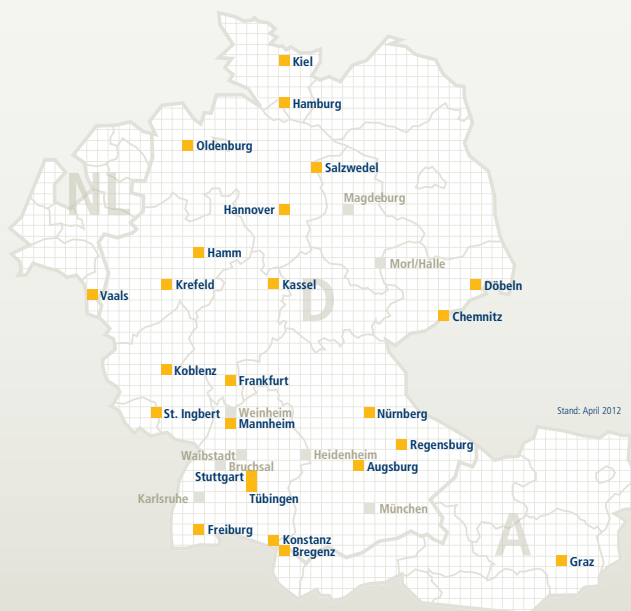 Kiel
Hamburg
Oldenburg
Salzwedel
NL
Magdeburg
Hannover
Hamm
Morl/Halle
Krefeld
Kassel
Döbeln
Vaals
D
Chemnitz
Koblenz
Frankfurt
St. Ingbert
Weinheim
Nürnberg
Stand: April 2012
Mannheim
Regensburg
Waibstadt
Heidenheim
Bruchsal
Augsburg
Stuttgart
Karlsruhe
Tübingen
München
Freiburg
A
Konstanz
Bregenz
Graz